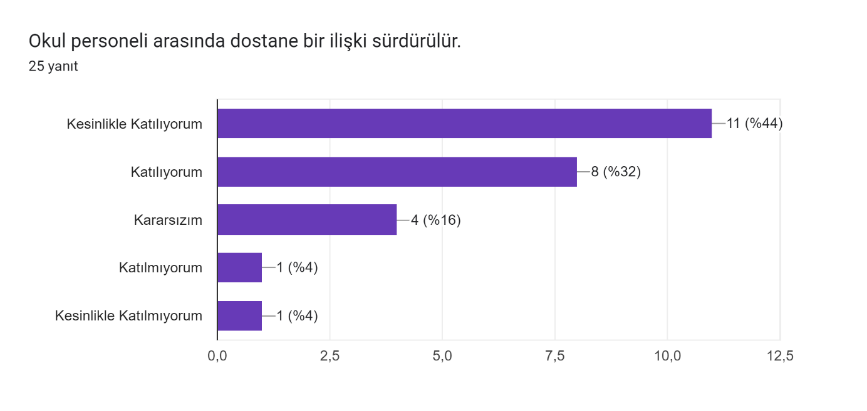 Okul personeli arasında dostane bir ilişki sürdürülür.
25 yanıt
Kesinlikle Katılıyorum
11 (%44)
Katılıyorum
8 (%32)
Kararsızım
4 (%16)
Katılmıyorum
1 (%4)
Kesinlikle Katılmıyorum
1 (%4)
0,0 2,5 5,0 7,5 10,0 12,5